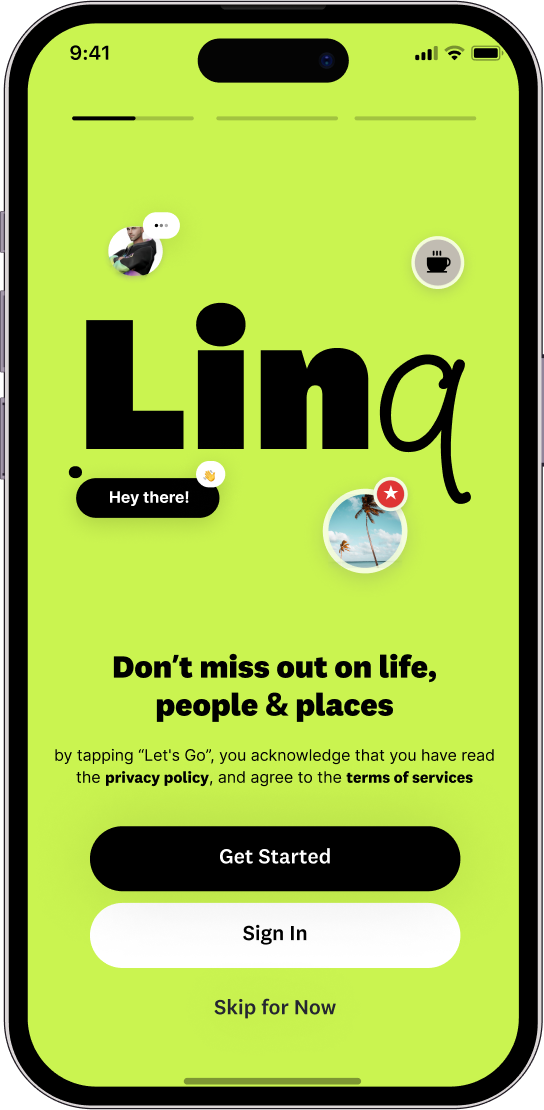 9:41
Linq
Hey there!
Don't miss out on life,
people & places
by tapping “Let's Go”, you acknowledge that you have read
the privacy policy, and agree to the terms of services
Get Started
Sign In
Skip for Now